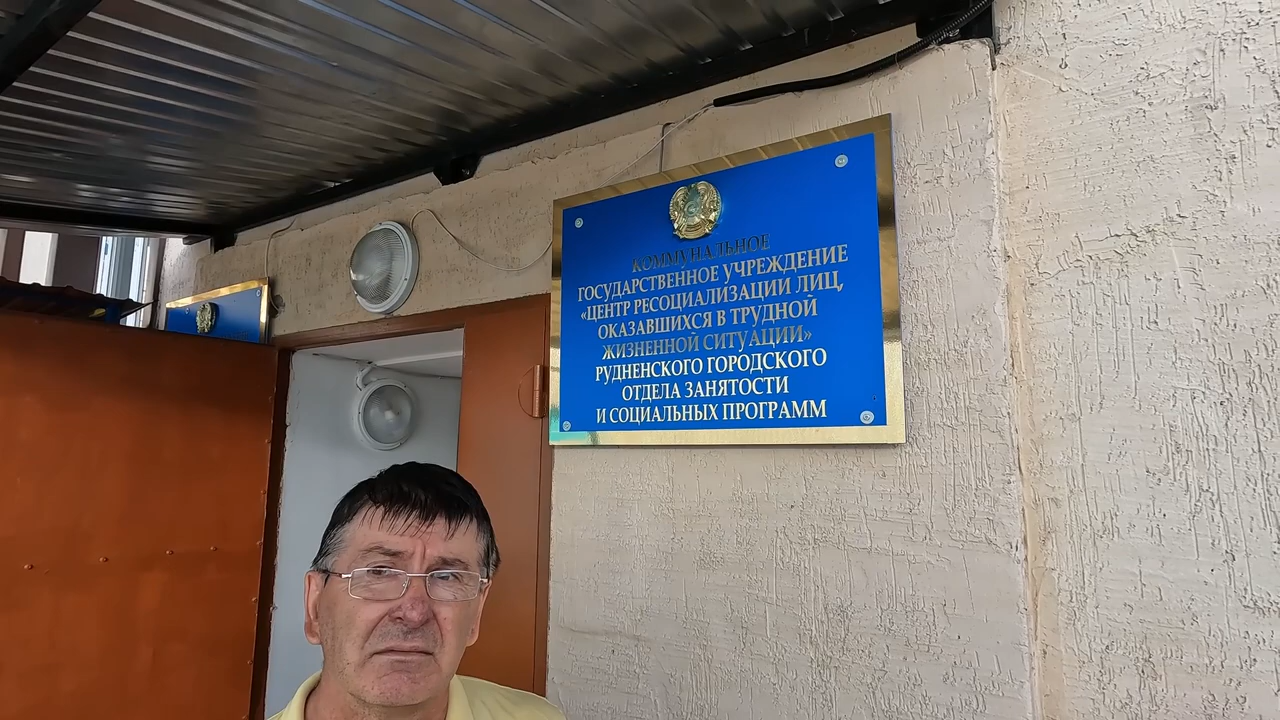 КОММУНАЛЬНОЕ
ГОСУДАРСТВЕННОЕ УЧРЕЖДЕНИЕ
«ЦЕНТР РЕСОЦИАЛИЗАЦИИ ЛИЦ,
ОКАЗАВШИХСЯ В ТРУДНОЙ
ЖИЗНЕННОЙ СИТУАЦИИ»
РУДНЕНСКОГО ГОРОДСКОГО
ОТДЕЛА ЗАНЯТОСТИ
И СОЦИАЛЬНЫХ ПРОГРАММ